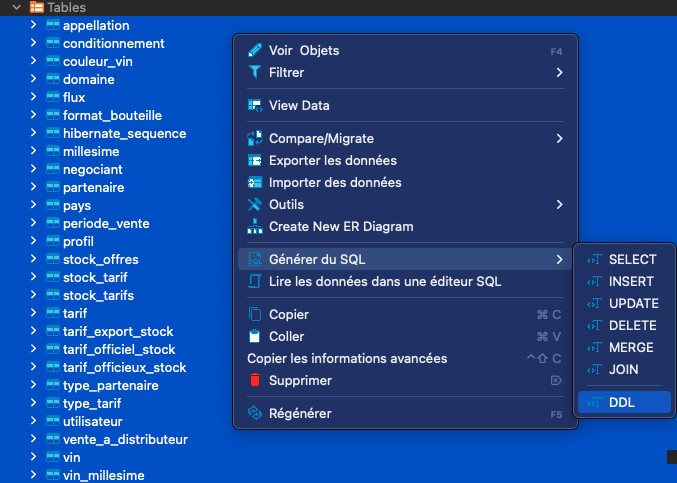 Tables
appellation
conditionnement
couleur_vin
domaine
flux
format_bouteille
hibernate_sequence
millesime
negociant
partenaire
pays
periode_vente
profil
stock_offres
stock_tarif
stock_tarifs
tarif
tarif_export_stock
tarif_officiel_stock
tarif_officieux_stock
type_partenaire
type_tarif
utilisateur
vente_a_distributeur
vin
vin_millesime
Voir Objets F4
Filtrer
View Data
Compare/Migrate
Exporter les données
Importer des données
Outils
Create New ER Diagram
SQL Générer du SQL
Lire les données dans une éditeur SQL
Copier ⌘ C
Coller ⌘ V
Copier les informations avancées ^⇧ C
Supprimer ⌦
Régénérer F5
SELECT
INSERT
UPDATE
DELETE
MERGE
JOIN
DDL